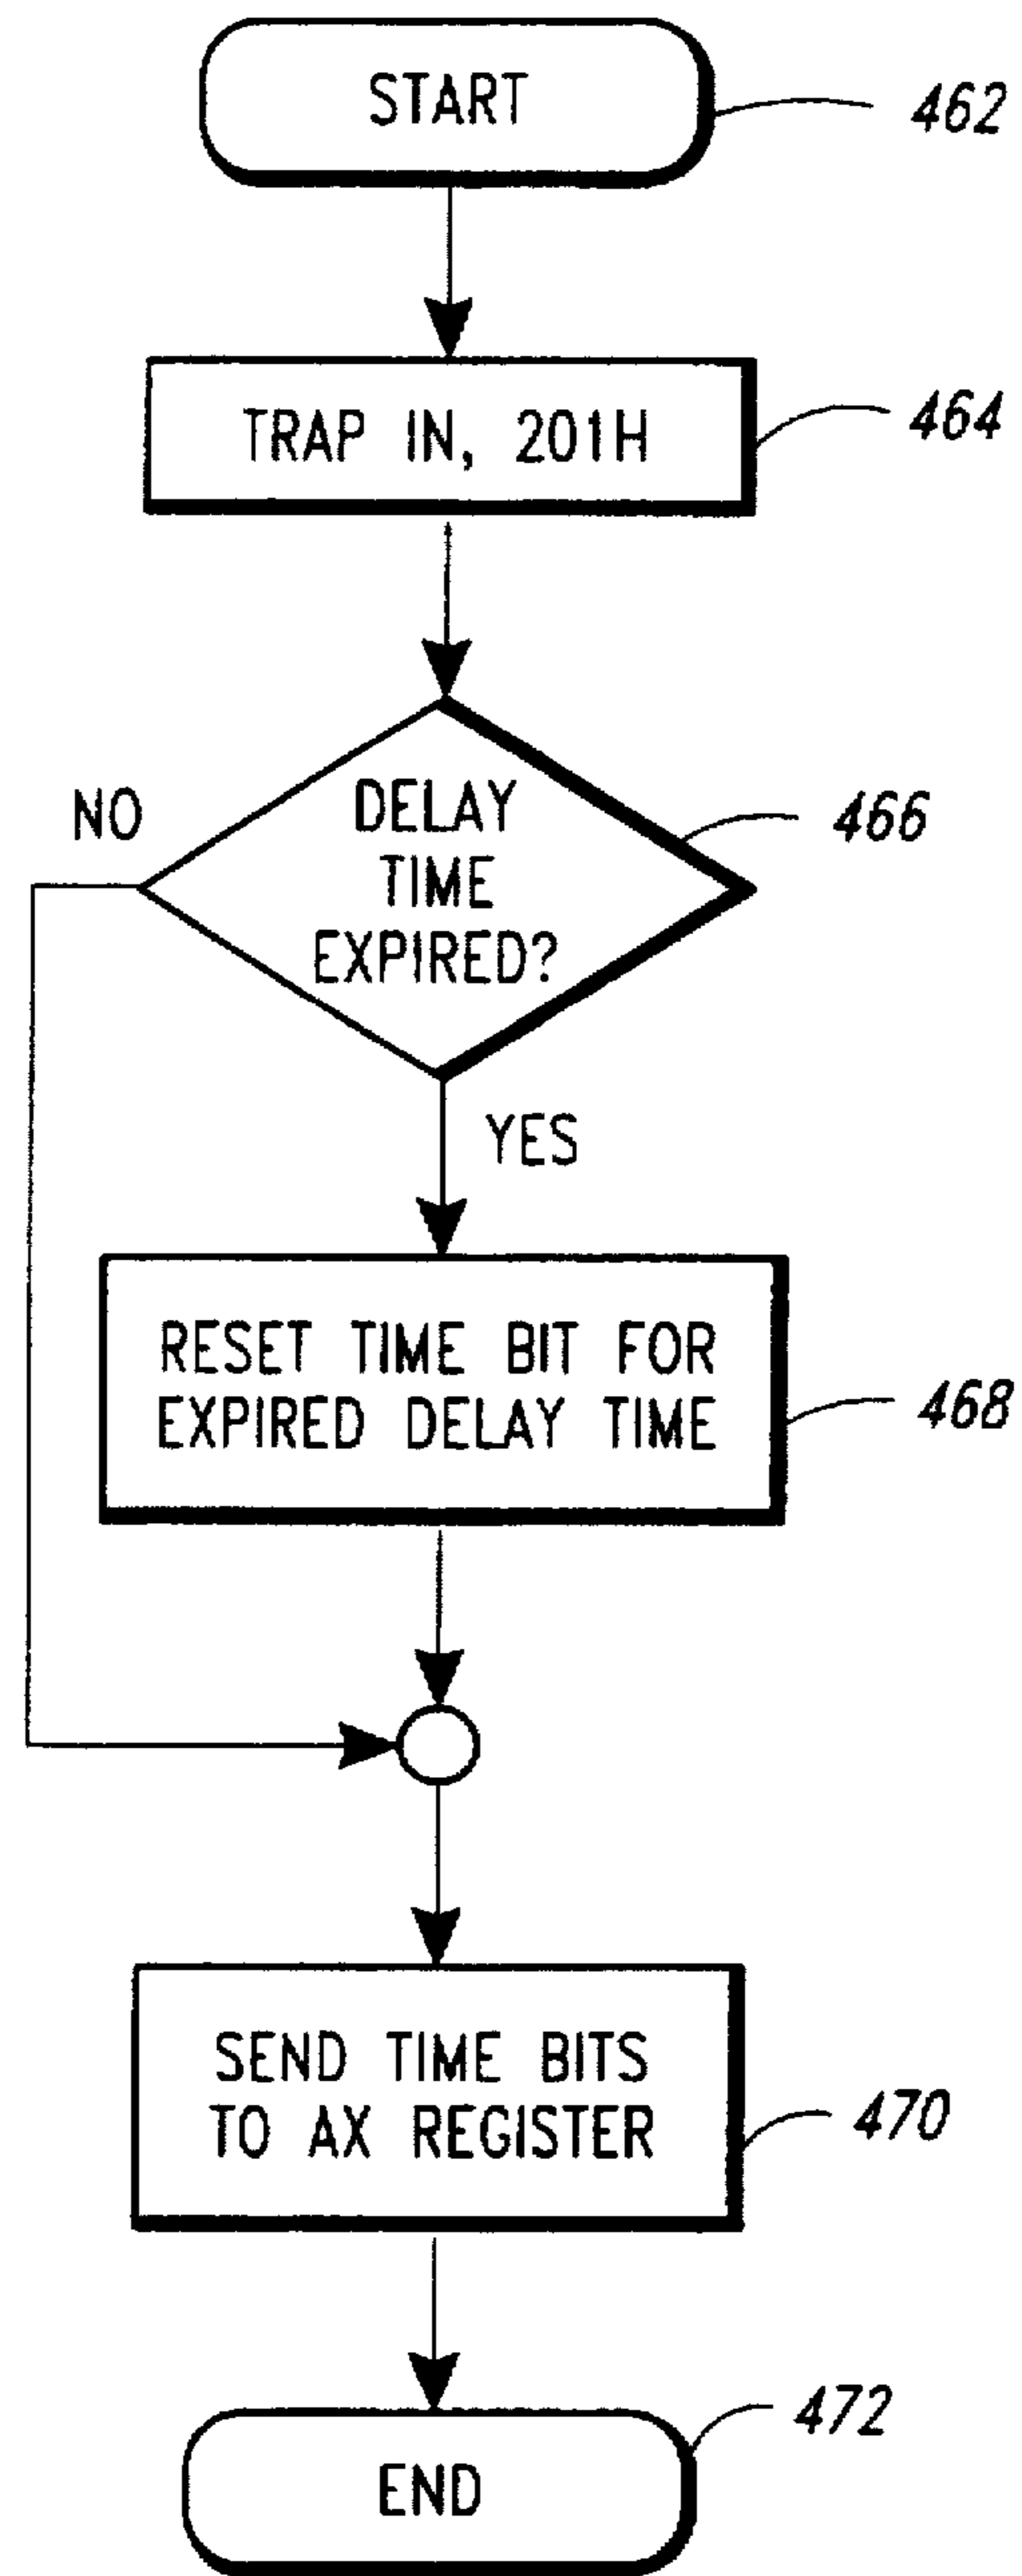 START
462
TRAP IN, 201H
464
NO
DELAY
TIME
EXPIRED?
466
YES
RESET TIME BIT FOR
EXPIRED DELAY TIME
468
SEND TIME BITS
TO AX REGISTER
470
END
472